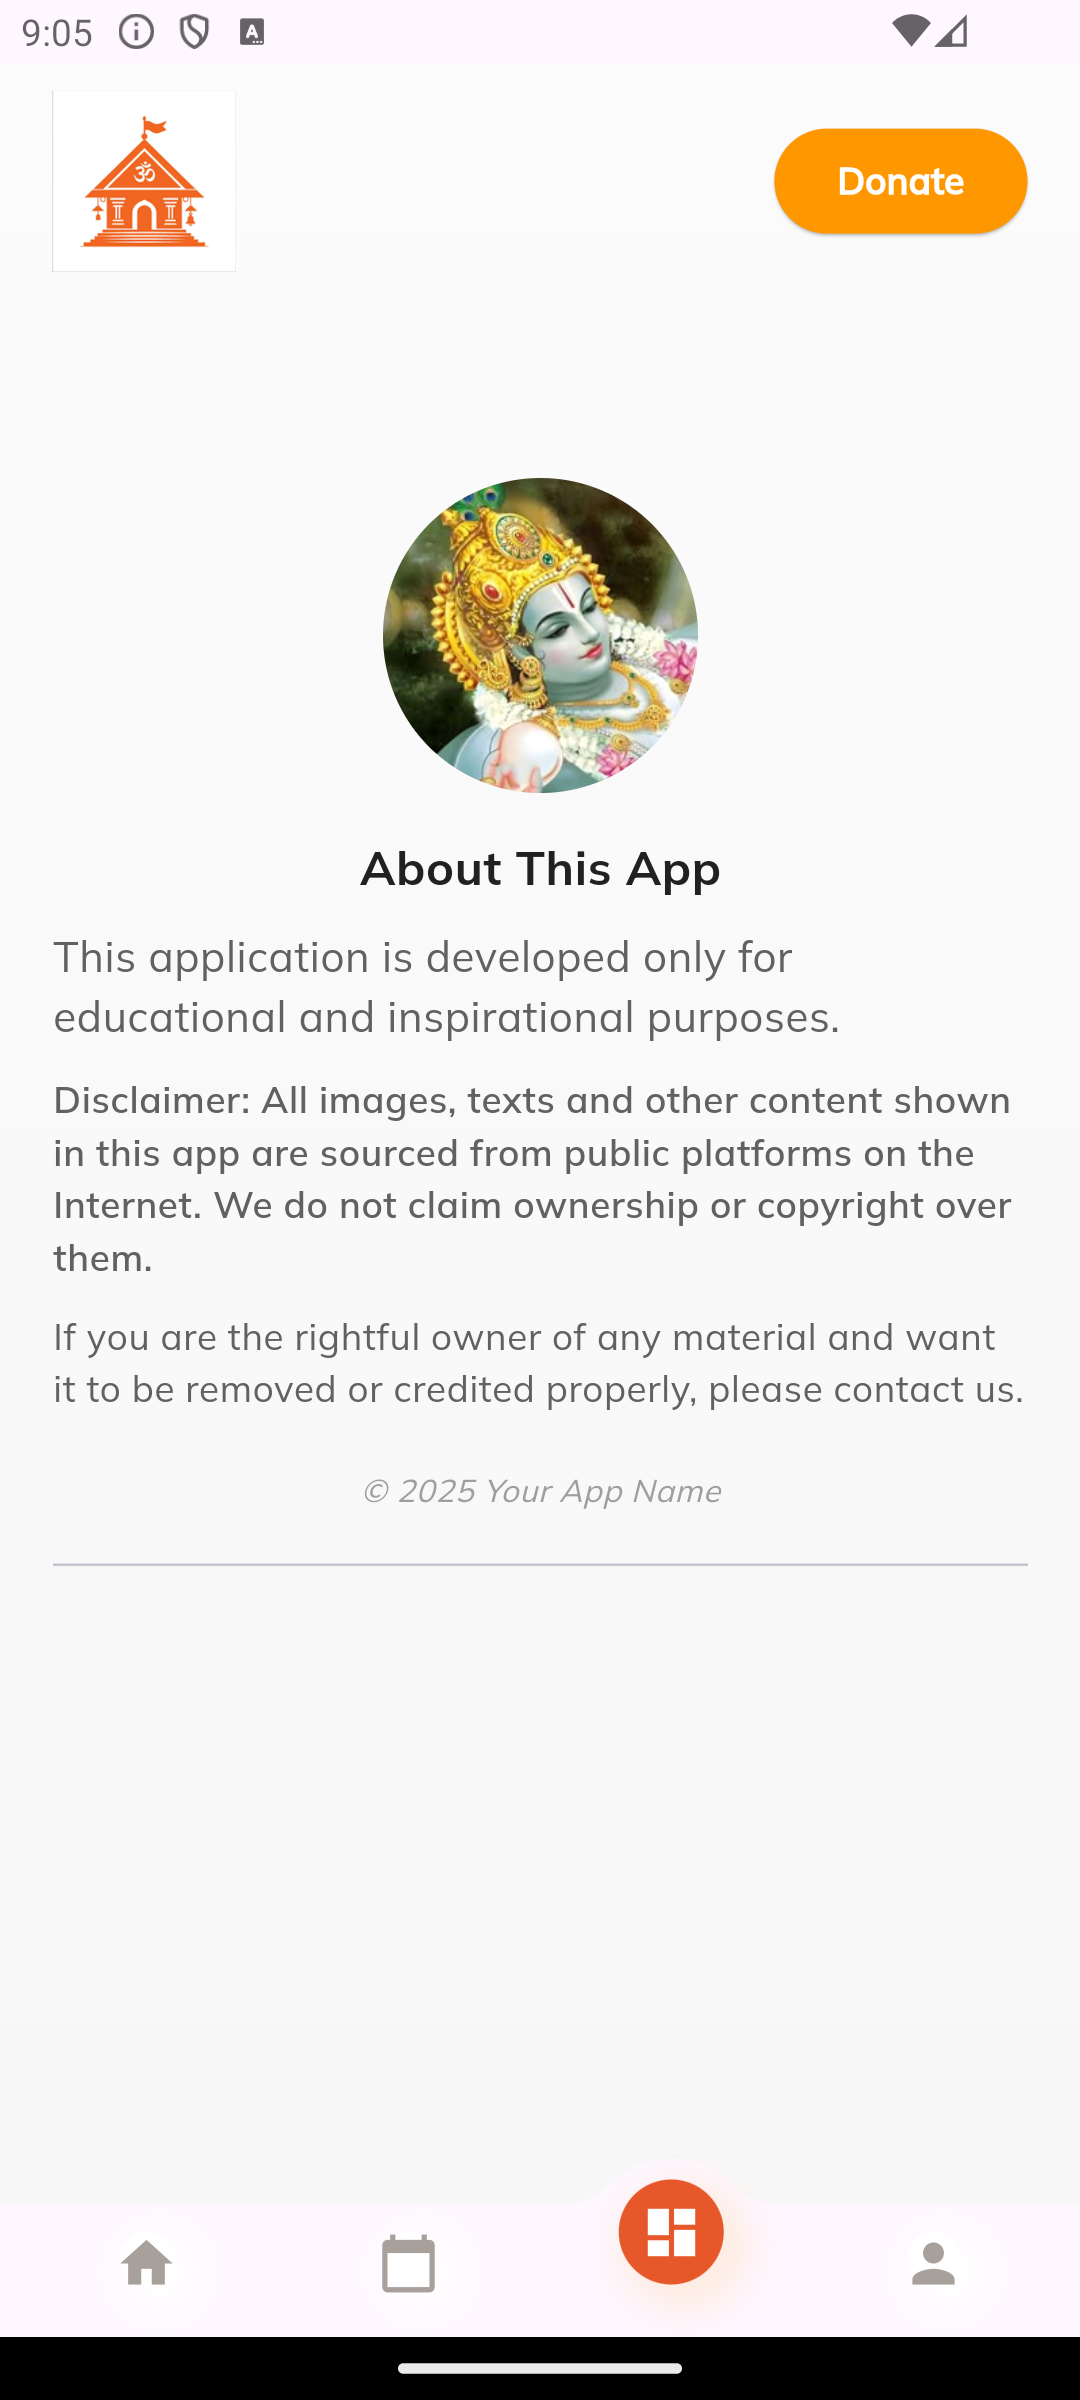 9:05
ॐ
Donate
About This App
This application is developed only for
educational and inspirational purposes.
Disclaimer: All images, texts and other content shown
in this app are sourced from public platforms on the
Internet. We do not claim ownership or copyright over
them.
If you are the rightful owner of any material and want
it to be removed or credited properly, please contact us.
© 2025 Your App Name